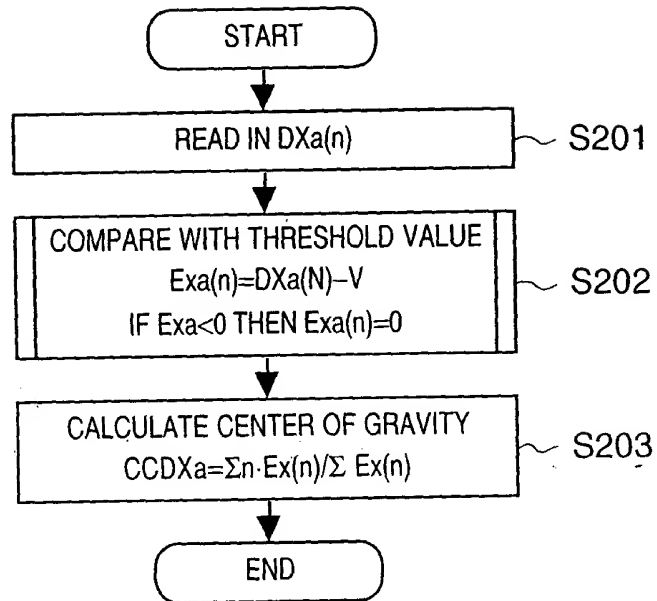 START
READ IN DXa(n)
S201
COMPARE WITH THRESHOLD VALUE
Exa(n)=DXa(N)–V
IF Exa<0 THEN Exa(n)=0
S202
CALCULATE CENTER OF GRAVITY
CCDXa=Σn·Ex(n)/Σ Ex(n)
S203
END